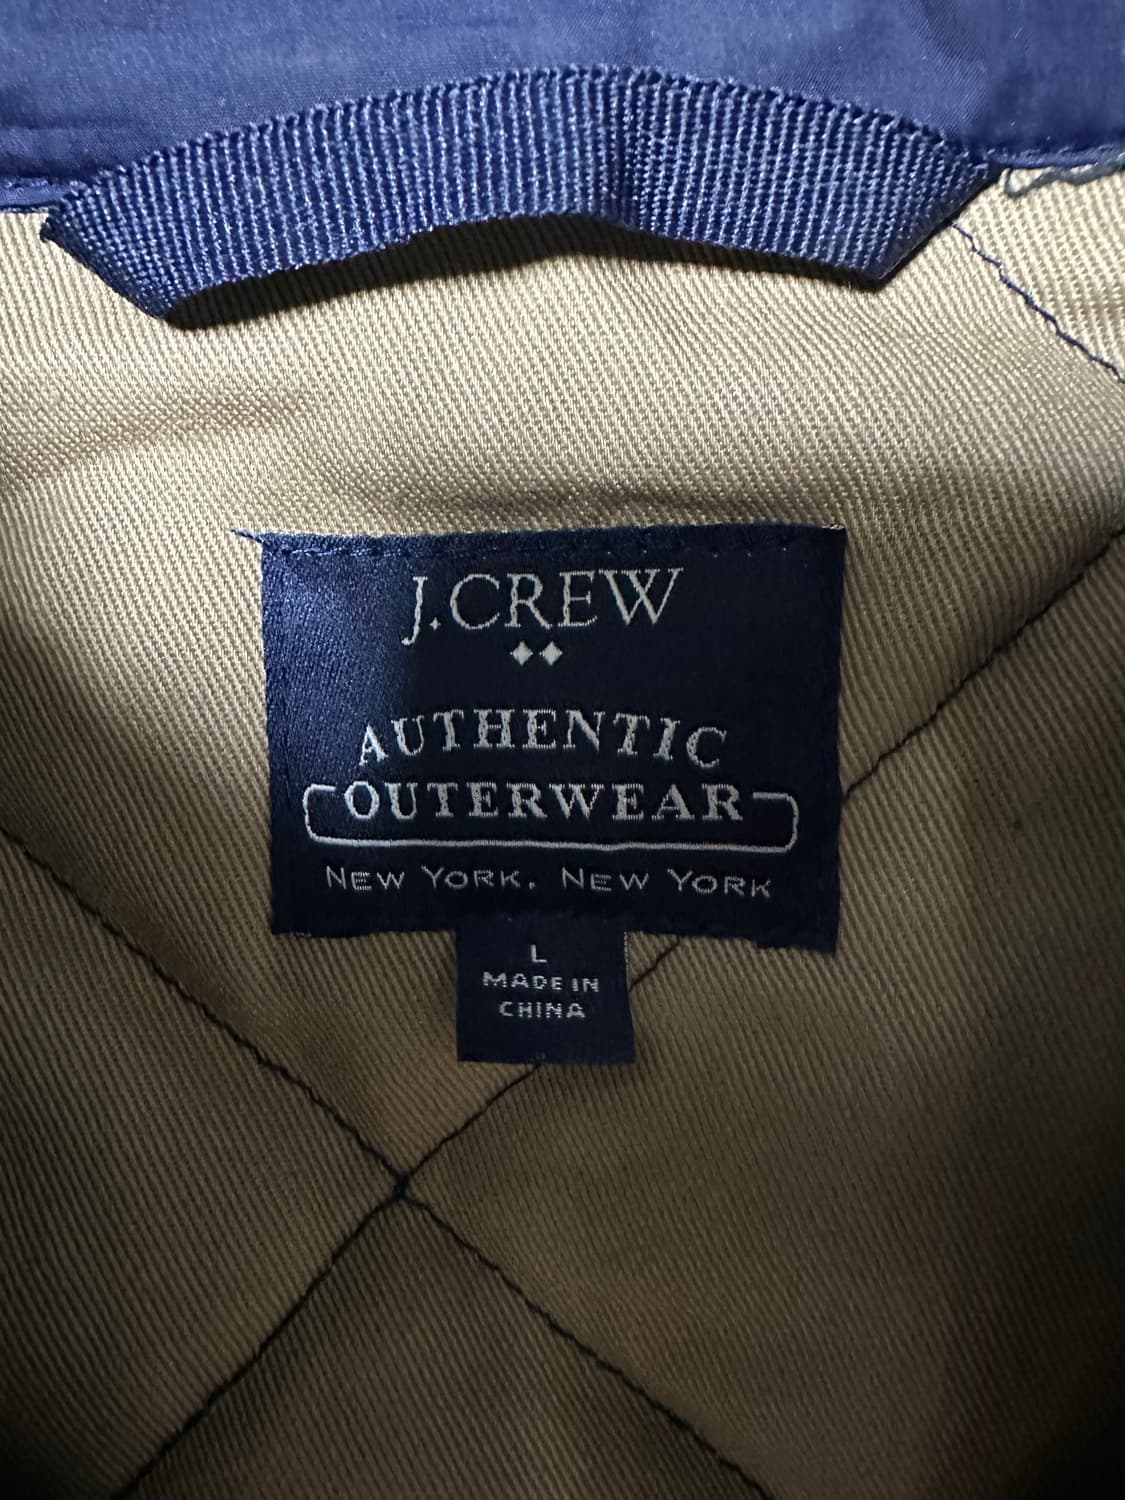 J.CREW
AUTHENTIC
OUTERWEAR
NEW YORK, NEW YORK
L
MADE IN
CHINA